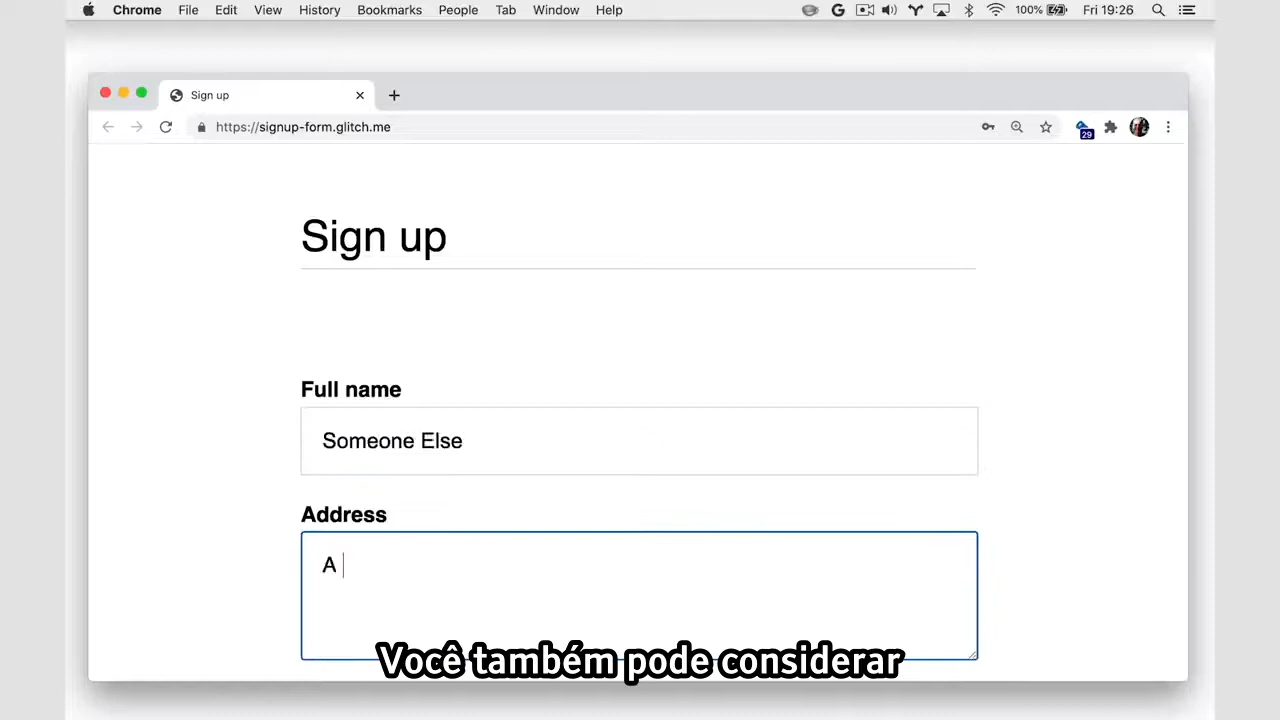 Chrome File Edit View History Bookmarks People Tab Window Help 100% Fri 19:26
Sign up
https://signup-form.glitch.me 29
Sign up
Full name
Someone Else
Address
A
Você também pode considerar